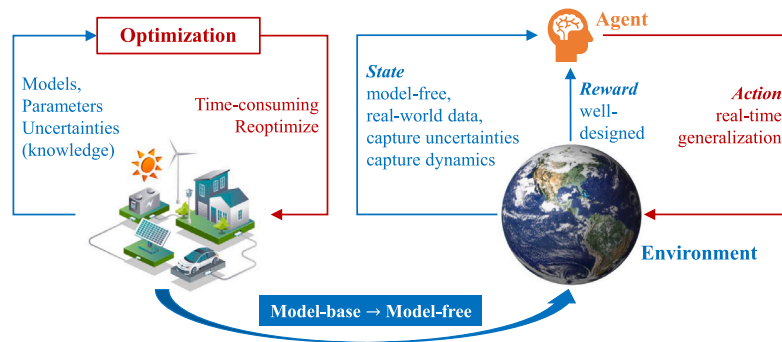 Optimization
Models,
Parameters
Uncertainties
(knowledge)
Time-consuming
Reoptimize
Agent
State
model-free,
real-world data,
capture uncertainties
capture dynamics
Reward
well-
designed
Action
real-time
generalization
Environment
Model-base → Model-free